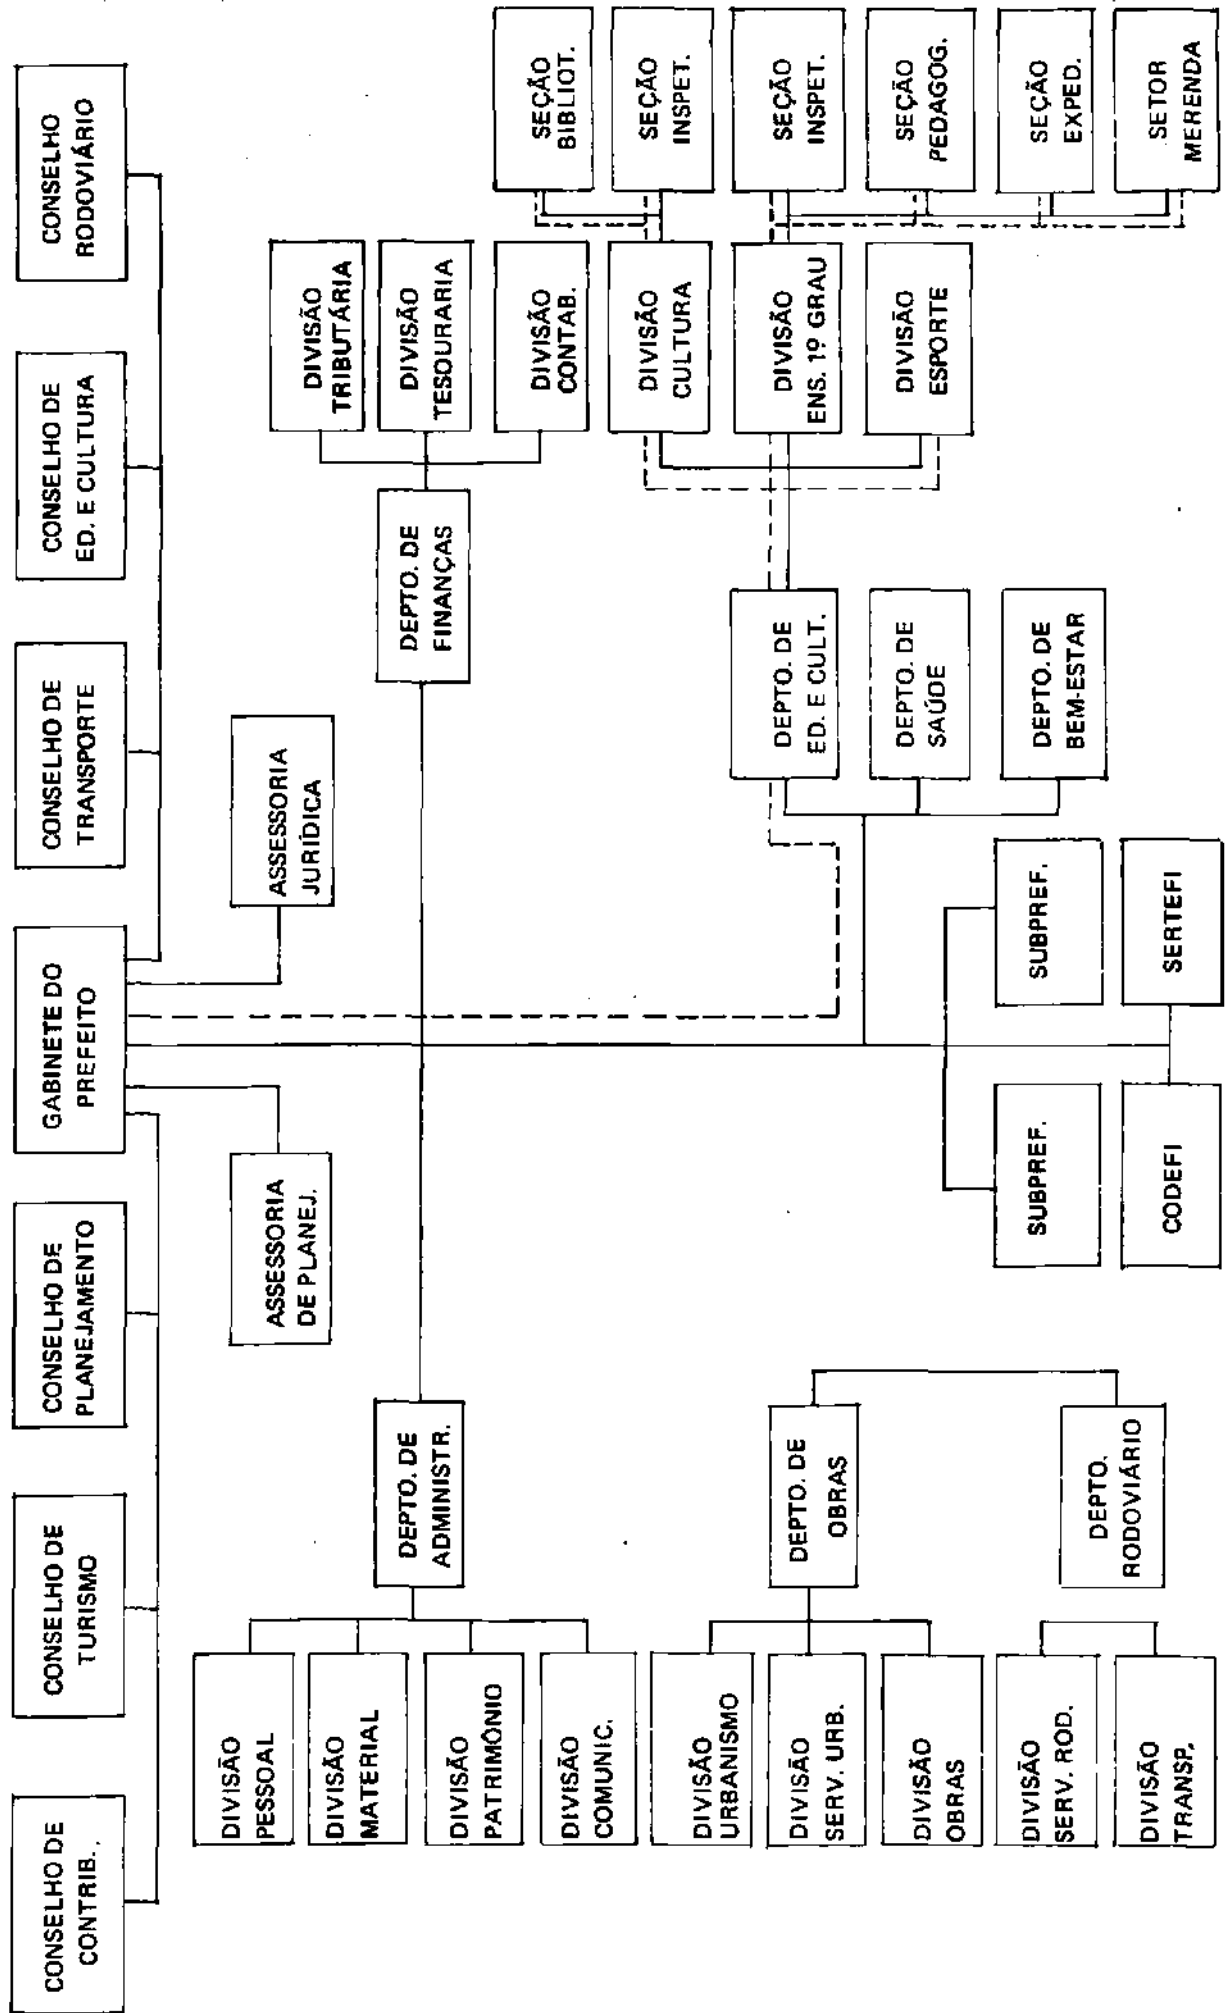 CONSELHO DE
CONTRIB.
CONSELHO DE
TURISMO
CONSELHO DE
PLANEJAMENTO
GABINETE DO
PREFEITO
CONSELHO DE
TRANSPORTE
CONSELHO DE
ED. E CULTURA
CONSELHO
RODOVIÁRIO
ASSESSORIA
DE PLANEJ.
ASSESSORIA
JURÍDICA
DEPTO. DE
ADMINISTR.
DEPTO. DE
FINANÇAS
DIVISÃO
PESSOAL
DIVISÃO
MATERIAL
DIVISÃO
PATRIMÔNIO
DIVISÃO
COMUNIC.
DIVISÃO
TRIBUTÁRIA
DIVISÃO
TESOURARIA
DIVISÃO
CONTAB.
DEPTO. DE
OBRAS
DIVISÃO
URBANISMO
DIVISÃO
SERV. URB.
DIVISÃO
OBRAS
DEPTO.
RODOVIÁRIO
DIVISÃO
SERV. ROD.
DIVISÃO
TRANSP.
SUBPREF.
SUBPREF.
CODEFI
SERTEFI
DEPTO. DE
ED. E CULT.
DEPTO. DE
SAÚDE
DEPTO. DE
BEM-ESTAR
DIVISÃO
CULTURA
DIVISÃO
ENS. 1º GRAU
DIVISÃO
ESPORTE
SEÇÃO
BIBLIOT.
SEÇÃO
INSPET.
SEÇÃO
INSPET.
SEÇÃO
PEDAGOG.
SEÇÃO
EXPED.
SETOR
MERENDA